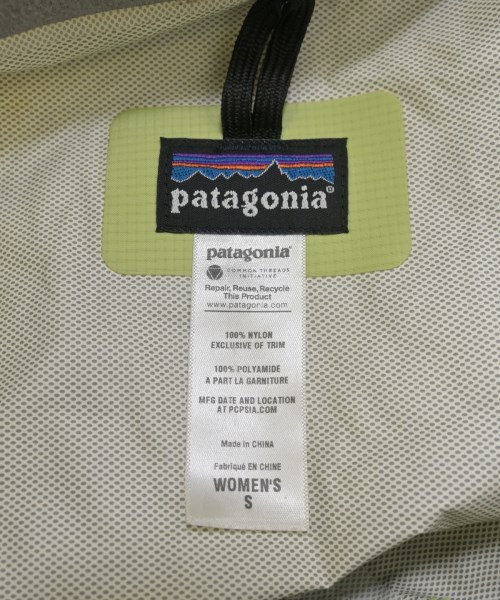 patagonia®
patagonia®
COMMON THREADS
INITIATIVE
Repair, Reuse, Recycle
This Product
www.patagonia.com
100% NYLON
EXCLUSIVE OF TRIM
100% POLYAMIDE
A PART LA GARNITURE
MFG DATE AND LOCATION
AT PCPSIA.COM
Made in CHINA
Fabriqué EN CHINE
WOMEN'S
S